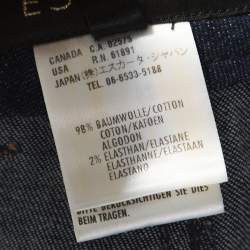 CANADA C.A. 02575
USA R.N. 61891
JAPAN(株)エスカーダ・ジャパン
TEL 06-6533-5188
98% BAUMWOLLE/COTTON
COTON/KATOEN
ALGODON
2% ELASTHAN/ELASTANE
ELASTHANNE/ELASTAAN
ELASTANO
BITTE BERÜCKSICHTIGEN SIE DIES
BEIM TRAGEN.